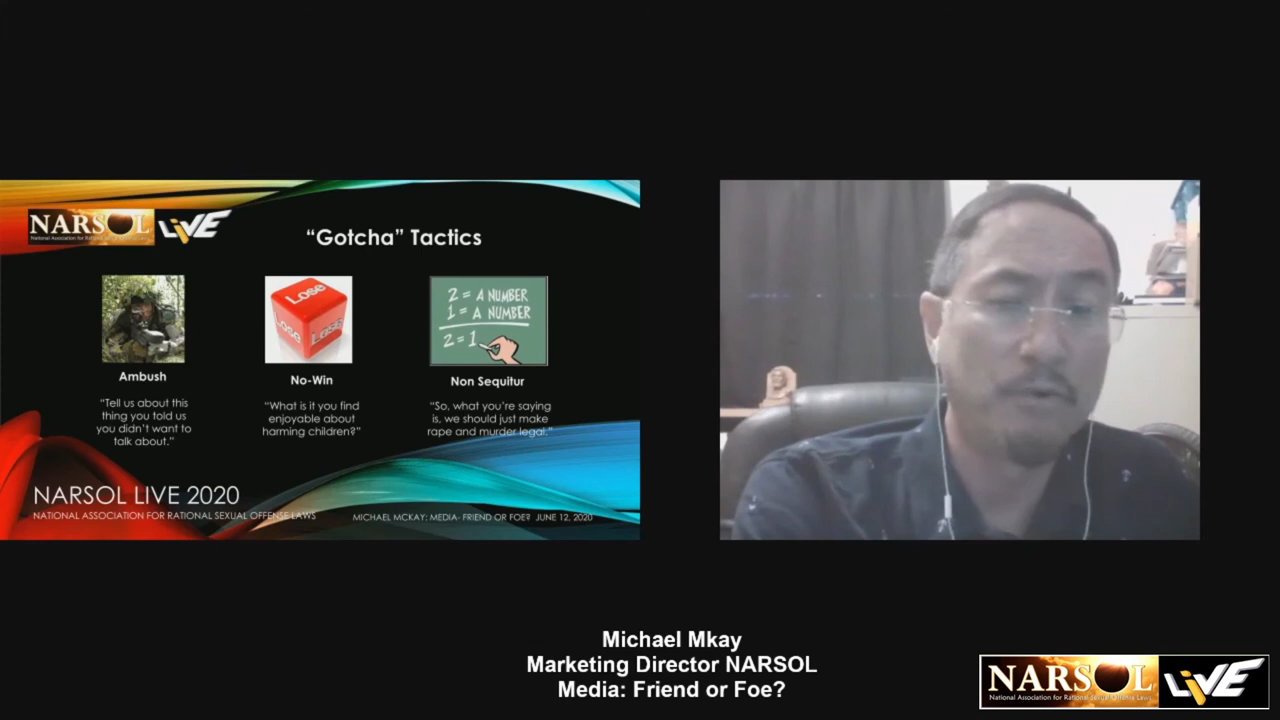 NARSOL LiVE
National Association for Rational Sexual Offense Laws
“Gotcha” Tactics
Lose
Lose
Lose
2 = A NUMBER
1 = A NUMBER
2 = 1
Ambush
No-Win
Non Sequitur
“Tell us about this
thing you told us
you didn’t want to
talk about.”
“What is it you find
enjoyable about
harming children?”
“So, what you’re saying
is, we should just make
rape and murder legal.”
NARSOL LIVE 2020
NATIONAL ASSOCIATION FOR RATIONAL SEXUAL OFFENSE LAWS
MICHAEL MCKAY: MEDIA- FRIEND OR FOE? JUNE 12, 2020
Michael Mkay
Marketing Director NARSOL
Media: Friend or Foe?
NARSOL LiVE
National Association for Rational Sexual Offense Laws